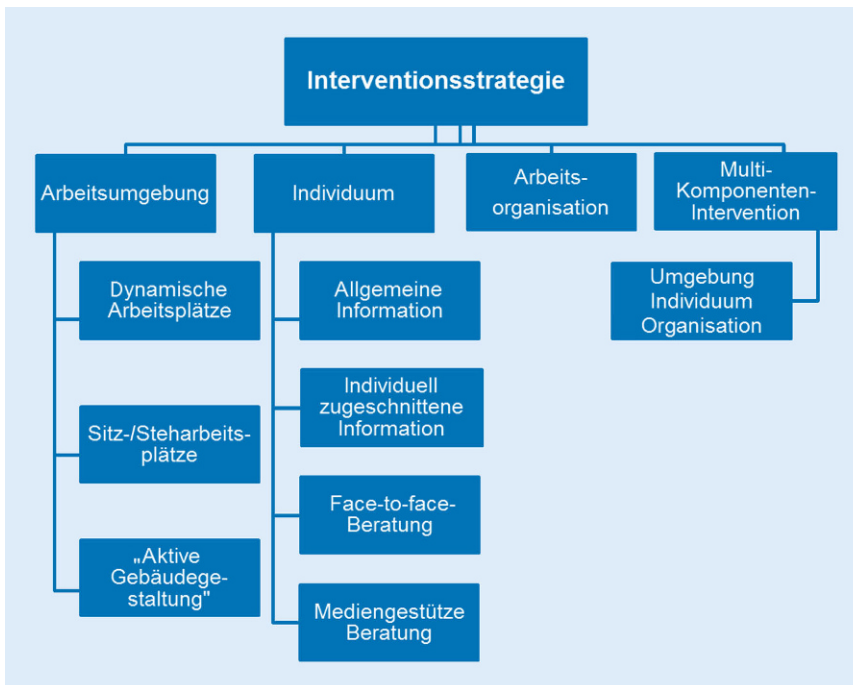 Interventionsstrategie
Arbeitsumgebung
Dynamische
Arbeitsplätze
Sitz-/Steharbeits-
plätze
„Aktive
Gebäudege-
staltung"
Individuum
Allgemeine
Information
Individuell
zugeschnittene
Information
Face-to-face-
Beratung
Mediengestütze
Beratung
Arbeits-
organisation
Multi-
Komponenten-
Intervention
Umgebung
Individuum
Organisation